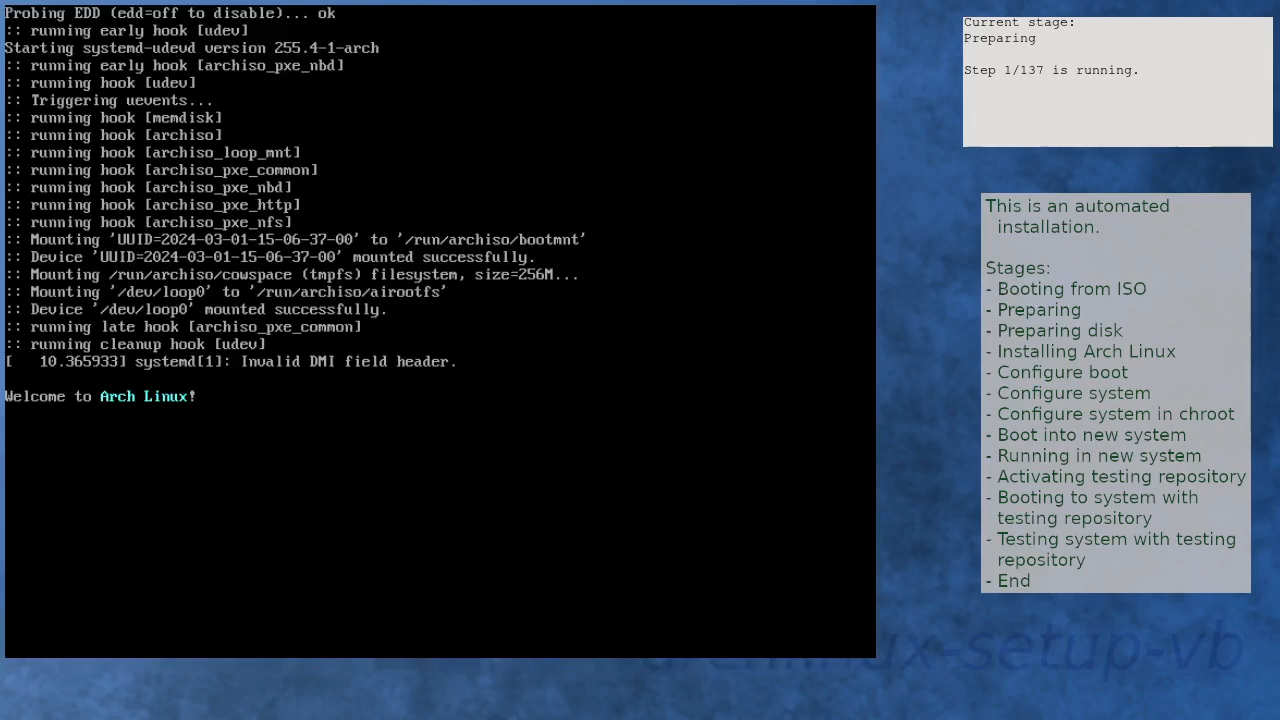 Probing EDD (edd=off to disable)... ok
:: running early hook [udev]
Starting systemd-udevd version 255.4-1-arch
:: running early hook [archiso_pxe_nbd]
:: running hook [udev]
:: Triggering uevents...
:: running hook [memdisk]
:: running hook [archiso]
:: running hook [archiso_loop_mnt]
:: running hook [archiso_pxe_common]
:: running hook [archiso_pxe_nbd]
:: running hook [archiso_pxe_http]
:: running hook [archiso_pxe_nfs]
:: Mounting 'UUID=2024-03-01-15-06-37-00' to '/run/archiso/bootmnt'
:: Device 'UUID=2024-03-01-15-06-37-00' mounted successfully.
:: Mounting /run/archiso/cowspace (tmpfs) filesystem, size=256M...
:: Mounting '/dev/loop0' to '/run/archiso/airootfs'
:: Device '/dev/loop0' mounted successfully.
:: running late hook [archiso_pxe_common]
:: running cleanup hook [udev]
[   10.365933] systemd[1]: Invalid DMI field header.
Welcome to Arch Linux!
Current stage:
Preparing
Step 1/137 is running.
This is an automated
installation.
Stages:
- Booting from ISO
- Preparing
- Preparing disk
- Installing Arch Linux
- Configure boot
- Configure system
- Configure system in chroot
- Boot into new system
- Running in new system
- Activating testing repository
- Booting to system with
testing repository
- Testing system with testing
repository
- End
-setup-vb